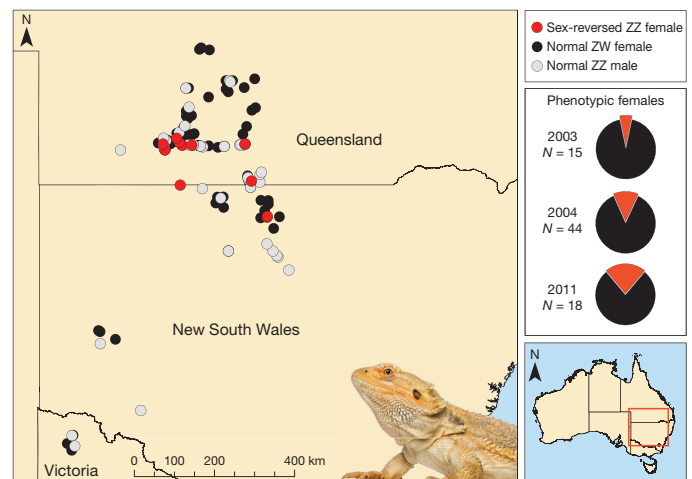 N
Queensland
New South Wales
Victoria
0 100 200 400 km
Sex-reversed ZZ female
Normal ZW female
Normal ZZ male
Phenotypic females
2003
N = 15
2004
N = 44
2011
N = 18
N